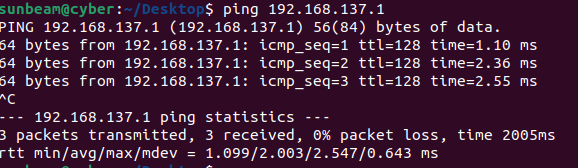 sunbeam@cyber:~/Desktop$ ping 192.168.137.1
PING 192.168.137.1 (192.168.137.1) 56(84) bytes of data.
64 bytes from 192.168.137.1: icmp_seq=1 ttl=128 time=1.10 ms
64 bytes from 192.168.137.1: icmp_seq=2 ttl=128 time=2.36 ms
64 bytes from 192.168.137.1: icmp_seq=3 ttl=128 time=2.55 ms
^C
--- 192.168.137.1 ping statistics ---
3 packets transmitted, 3 received, 0% packet loss, time 2005ms
rtt min/avg/max/mdev = 1.099/2.003/2.547/0.643 ms